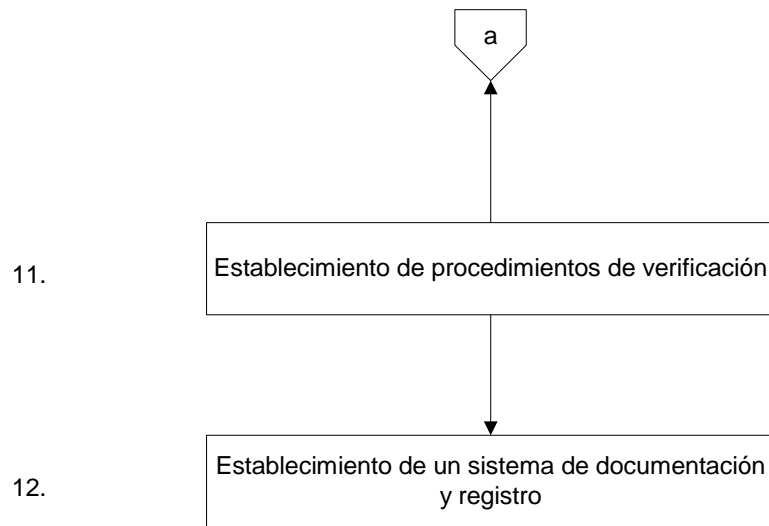 a
11.
Establecimiento de procedimientos de verificación
12.
Establecimiento de un sistema de documentación
y registro